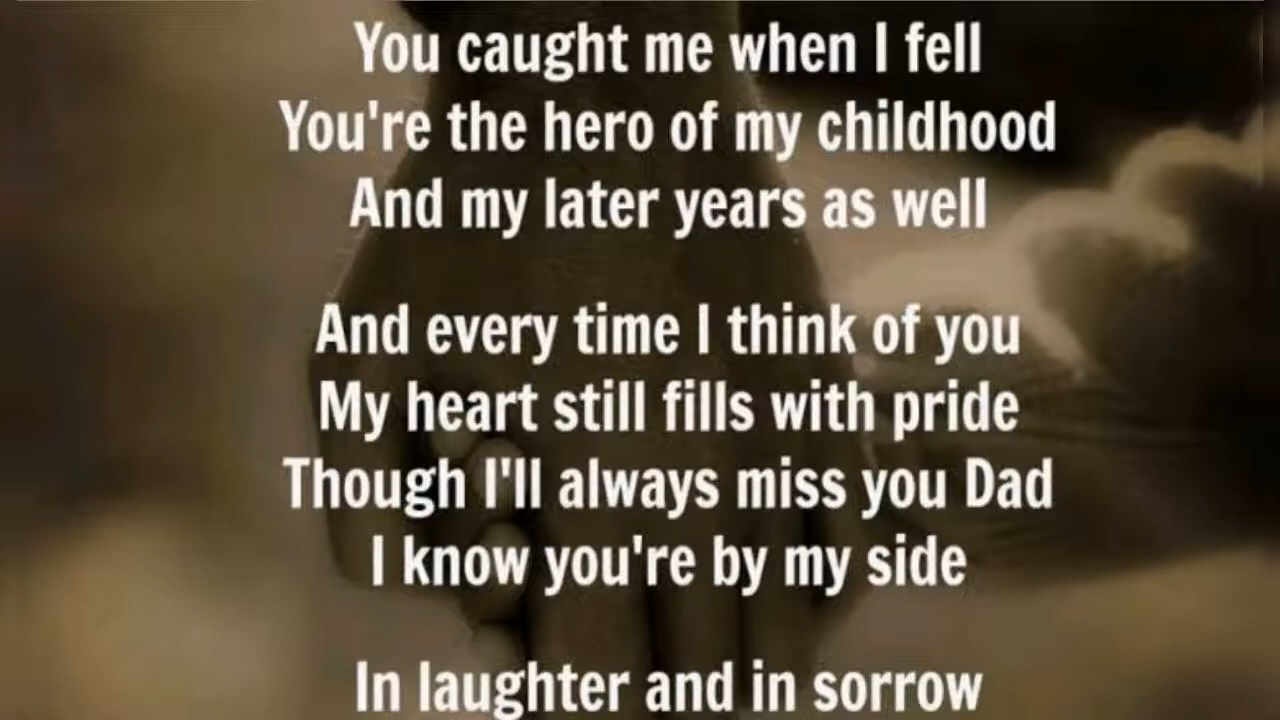 You caught me when I fell
You're the hero of my childhood
And my later years as well
And every time I think of you
My heart still fills with pride
Though I'll always miss you Dad
I know you're by my side
In laughter and in sorrow